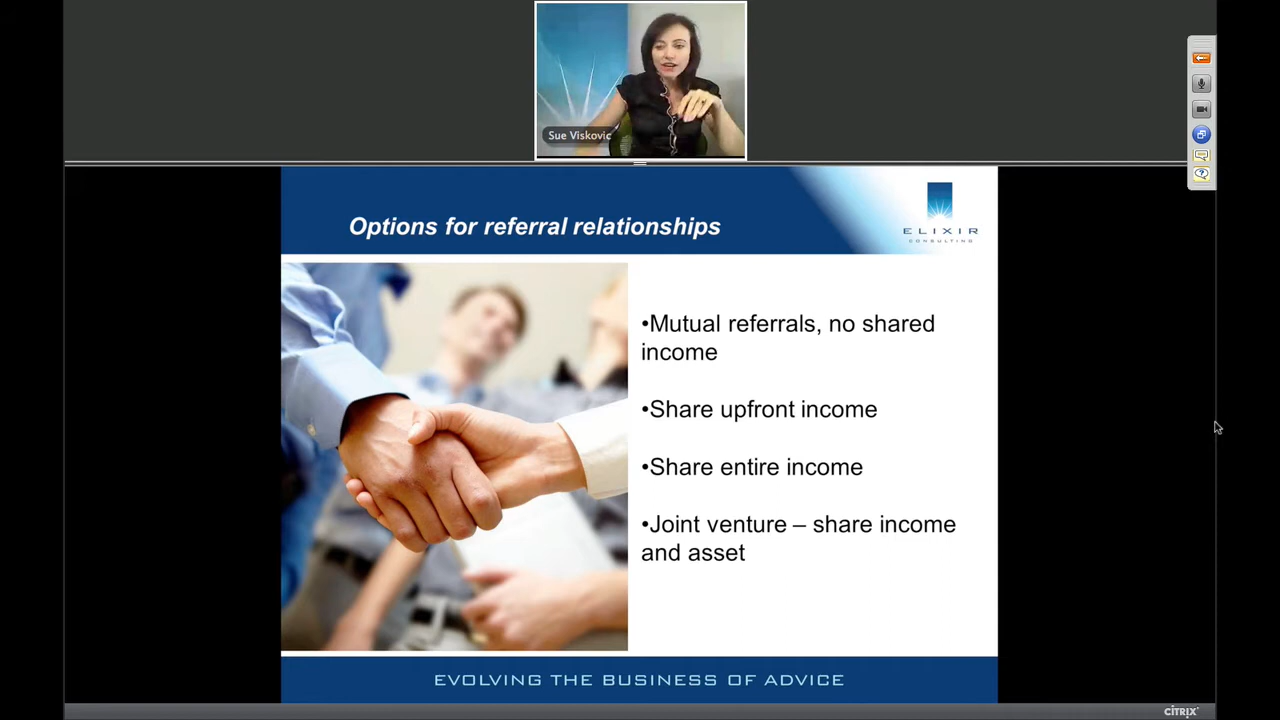 Sue Viskovic
Options for referral relationships
ELIXIR
CONSULTING
•Mutual referrals, no shared
income
•Share upfront income
•Share entire income
•Joint venture – share income
and asset
EVOLVING THE BUSINESS OF ADVICE
CITRIX